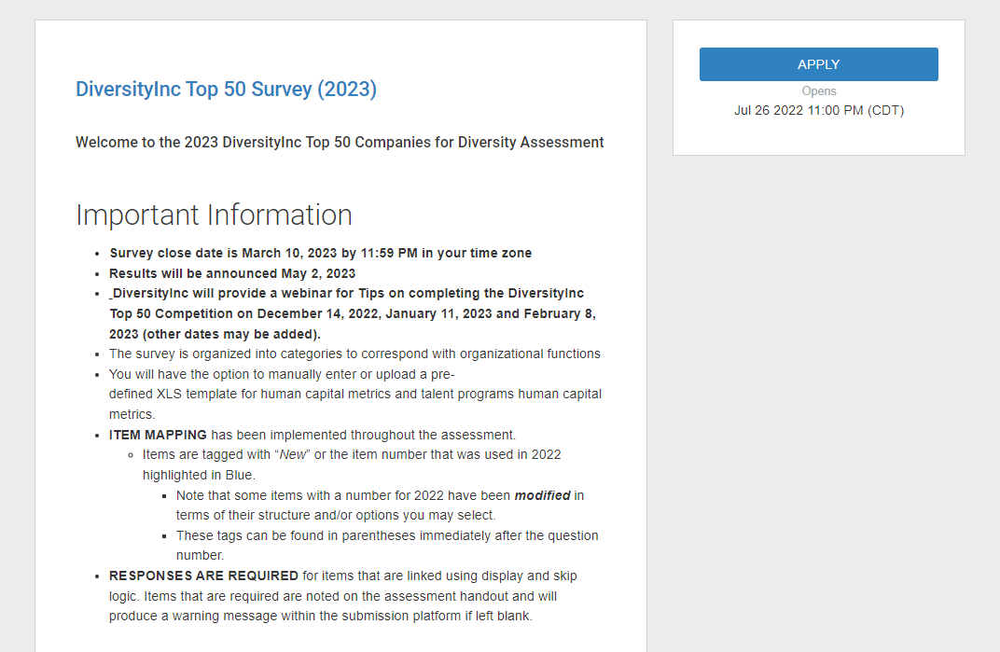 DiversityInc Top 50 Survey (2023)
Welcome to the 2023 DiversityInc Top 50 Companies for Diversity Assessment
Important Information
• Survey close date is March 10, 2023 by 11:59 PM in your time zone
• Results will be announced May 2, 2023
• DiversityInc will provide a webinar for Tips on completing the DiversityInc
Top 50 Competition on December 14, 2022, January 11, 2023 and February 8,
2023 (other dates may be added).
• The survey is organized into categories to correspond with organizational functions
• You will have the option to manually enter or upload a pre-
defined XLS template for human capital metrics and talent programs human capital
metrics.
• ITEM MAPPING has been implemented throughout the assessment.
◦ Items are tagged with “New” or the item number that was used in 2022
highlighted in Blue.
▪ Note that some items with a number for 2022 have been modified in
terms of their structure and/or options you may select.
▪ These tags can be found in parentheses immediately after the question
number.
• RESPONSES ARE REQUIRED for items that are linked using display and skip
logic. Items that are required are noted on the assessment handout and will
produce a warning message within the submission platform if left blank.
APPLY
Opens
Jul 26 2022 11:00 PM (CDT)